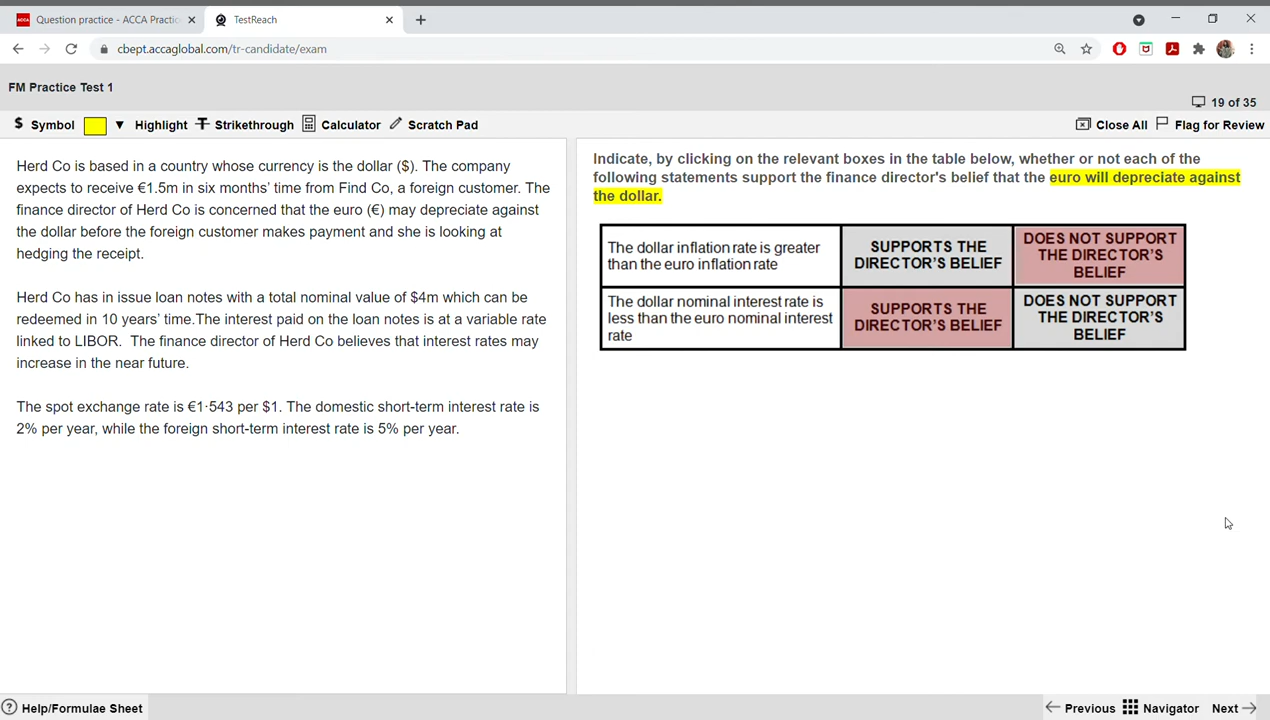 Question practice - ACCA Practic
TestReach
cbept.accaglobal.com/tr-candidate/exam
FM Practice Test 1
19 of 35
$ Symbol
Highlight
Strikethrough
Calculator
Scratch Pad
Close All
Flag for Review
Herd Co is based in a country whose currency is the dollar ($). The company
expects to receive €1.5m in six months’ time from Find Co, a foreign customer. The
finance director of Herd Co is concerned that the euro (€) may depreciate against
the dollar before the foreign customer makes payment and she is looking at
hedging the receipt.
Herd Co has in issue loan notes with a total nominal value of $4m which can be
redeemed in 10 years’ time.The interest paid on the loan notes is at a variable rate
linked to LIBOR. The finance director of Herd Co believes that interest rates may
increase in the near future.
The spot exchange rate is €1·543 per $1. The domestic short-term interest rate is
2% per year, while the foreign short-term interest rate is 5% per year.
Indicate, by clicking on the relevant boxes in the table below, whether or not each of the
following statements support the finance director's belief that the euro will depreciate against
the dollar.
The dollar inflation rate is greater
than the euro inflation rate
SUPPORTS THE
DIRECTOR’S BELIEF
DOES NOT SUPPORT
THE DIRECTOR’S
BELIEF
The dollar nominal interest rate is
less than the euro nominal interest
rate
SUPPORTS THE
DIRECTOR’S BELIEF
DOES NOT SUPPORT
THE DIRECTOR’S
BELIEF
Help/Formulae Sheet
Previous
Navigator
Next